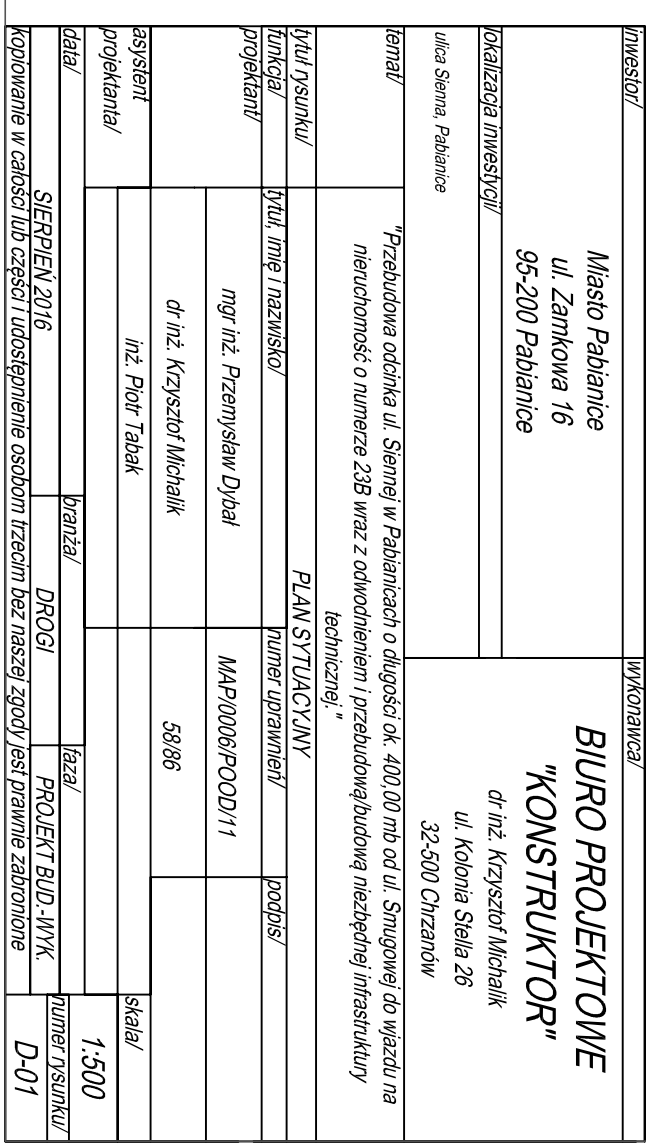 inwestor/
Miasto Pabianice
ul. Zamkowa 16
95-200 Pabianice
wykonawca/
BIURO PROJEKTOWE
"KONSTRUKTOR"
dr inż. Krzysztof Michalik
ul. Kolonia Stella 26
32-500 Chrzanów
lokalizacja inwestycji/
ulica Sienna, Pabianice
temat/
"Przebudowa odcinka ul. Siennej w Pabianicach o długości ok. 400,00 mb od ul. Smugowej do wjazdu na
nieruchomość o numerze 23B wraz z odwodnieniem i przebudową/budową niezbędnej infrastruktury
technicznej."
tytuł rysunku/
PLAN SYTUACYJNY
funkcja/ tytuł, imię i nazwisko/ numer uprawnień/ podpis/
projektant/
mgr inż. Przemysław Dybał MAP/0006/POOD/11
dr inż. Krzysztof Michalik 58/86
asystent
projektanta/
inż. Piotr Tabak
skala/
1:500
data/
SIERPIEŃ 2016
branża/
DROGI
faza/
PROJEKT BUD.-WYK.
numer rysunku/
D-01
kopiowanie w całości lub części i udostępnienie osobom trzecim bez naszej zgody jest prawnie zabronione